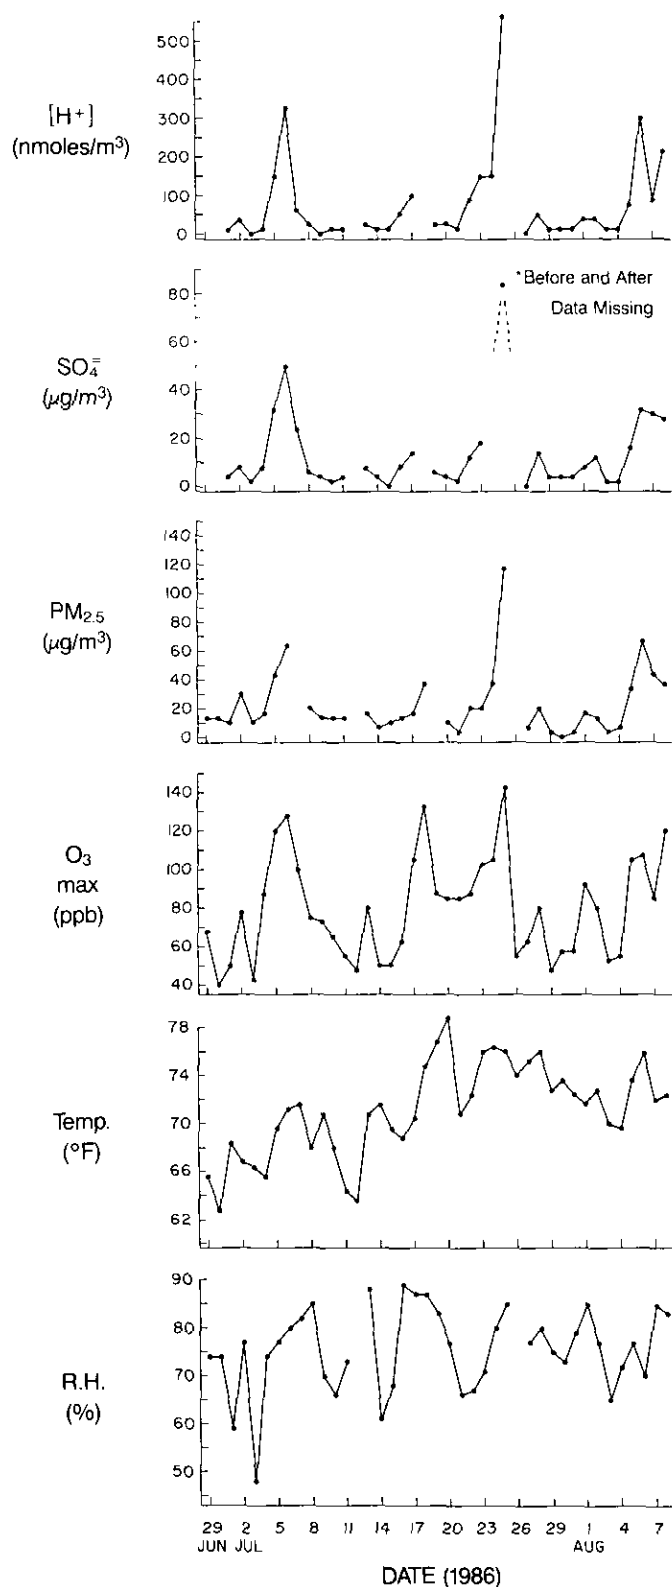 500
400
[H+]
(nmoles/m³)
300
200
100
0
*Before and After
Data Missing
80
60
SO₄⁼
(μg/m³)
40
20
0
140
120
PM₂.₅
(μg/m³)
100
80
60
40
20
0
140
O₃
max
(ppb)
120
100
80
60
40
78
74
Temp.
(°F)
70
66
62
90
80
R.H.
(%)
70
60
50
29 2 5 8 11 14 17 20 23 26 29 1 4 7
JUN JUL AUG
DATE (1986)